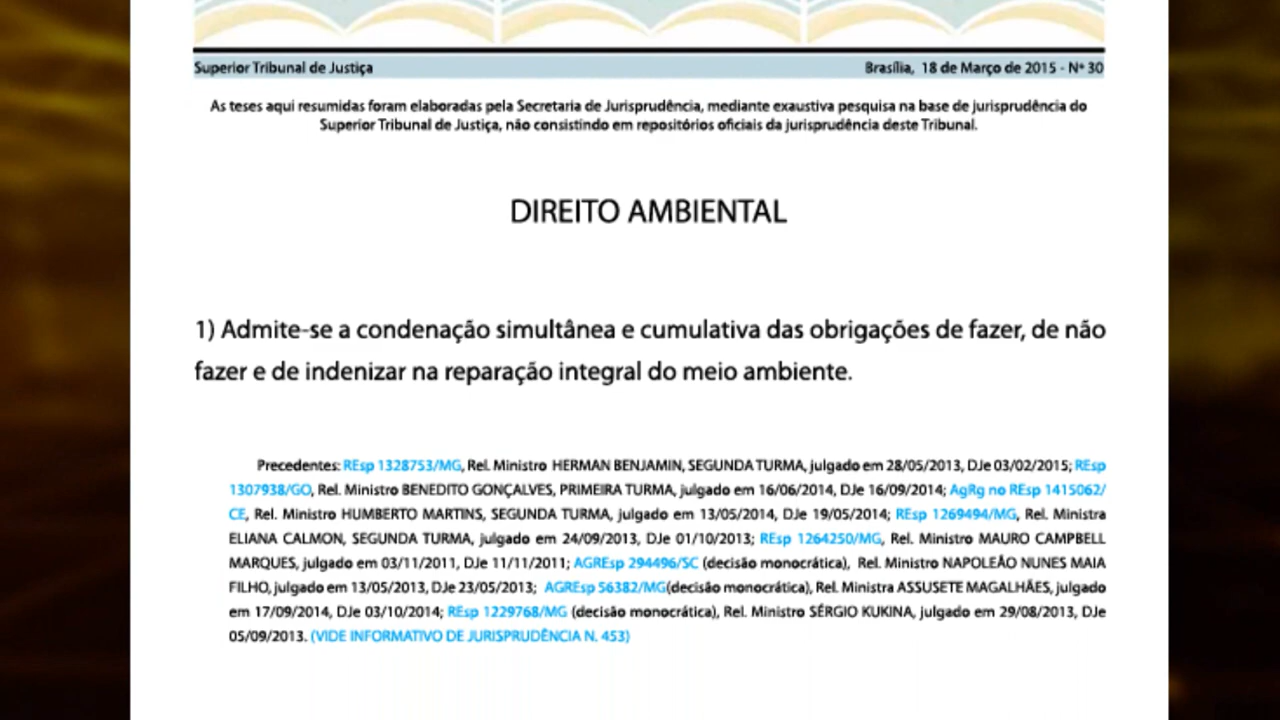 Superior Tribunal de Justiça Brasília, 18 de Março de 2015 - Nº 30
As teses aqui resumidas foram elaboradas pela Secretaria de Jurisprudência, mediante exaustiva pesquisa na base de jurisprudência do
Superior Tribunal de Justiça, não consistindo em repositórios oficiais da jurisprudência deste Tribunal.
DIREITO AMBIENTAL
1) Admite-se a condenação simultânea e cumulativa das obrigações de fazer, de não
fazer e de indenizar na reparação integral do meio ambiente.
Precedentes: REsp 1328753/MG, Rel. Ministro HERMAN BENJAMIN, SEGUNDA TURMA, julgado em 28/05/2013, DJe 03/02/2015; REsp
1307938/GO, Rel. Ministro BENEDITO GONÇALVES, PRIMEIRA TURMA, julgado em 16/06/2014, DJe 16/09/2014; AgRg no REsp 1415062/
CE, Rel. Ministro HUMBERTO MARTINS, SEGUNDA TURMA, julgado em 13/05/2014, DJe 19/05/2014; REsp 1269494/MG, Rel. Ministra
ELIANA CALMON, SEGUNDA TURMA, julgado em 24/09/2013, DJe 01/10/2013; REsp 1264250/MG, Rel. Ministro MAURO CAMPBELL
MARQUES, julgado em 03/11/2011, DJe 11/11/2011; AGREsp 294496/SC (decisão monocrática), Rel. Ministro NAPOLEÃO NUNES MAIA
FILHO, julgado em 13/05/2013, DJe 23/05/2013; AGREsp 56382/MG(decisão monocrática), Rel. Ministra ASSUSETE MAGALHÃES, julgado
em 17/09/2014, DJe 03/10/2014; REsp 1229768/MG (decisão monocrática), Rel. Ministro SÉRGIO KUKINA, julgado em 29/08/2013, DJe
05/09/2013. (VIDE INFORMATIVO DE JURISPRUDÊNCIA N. 453)